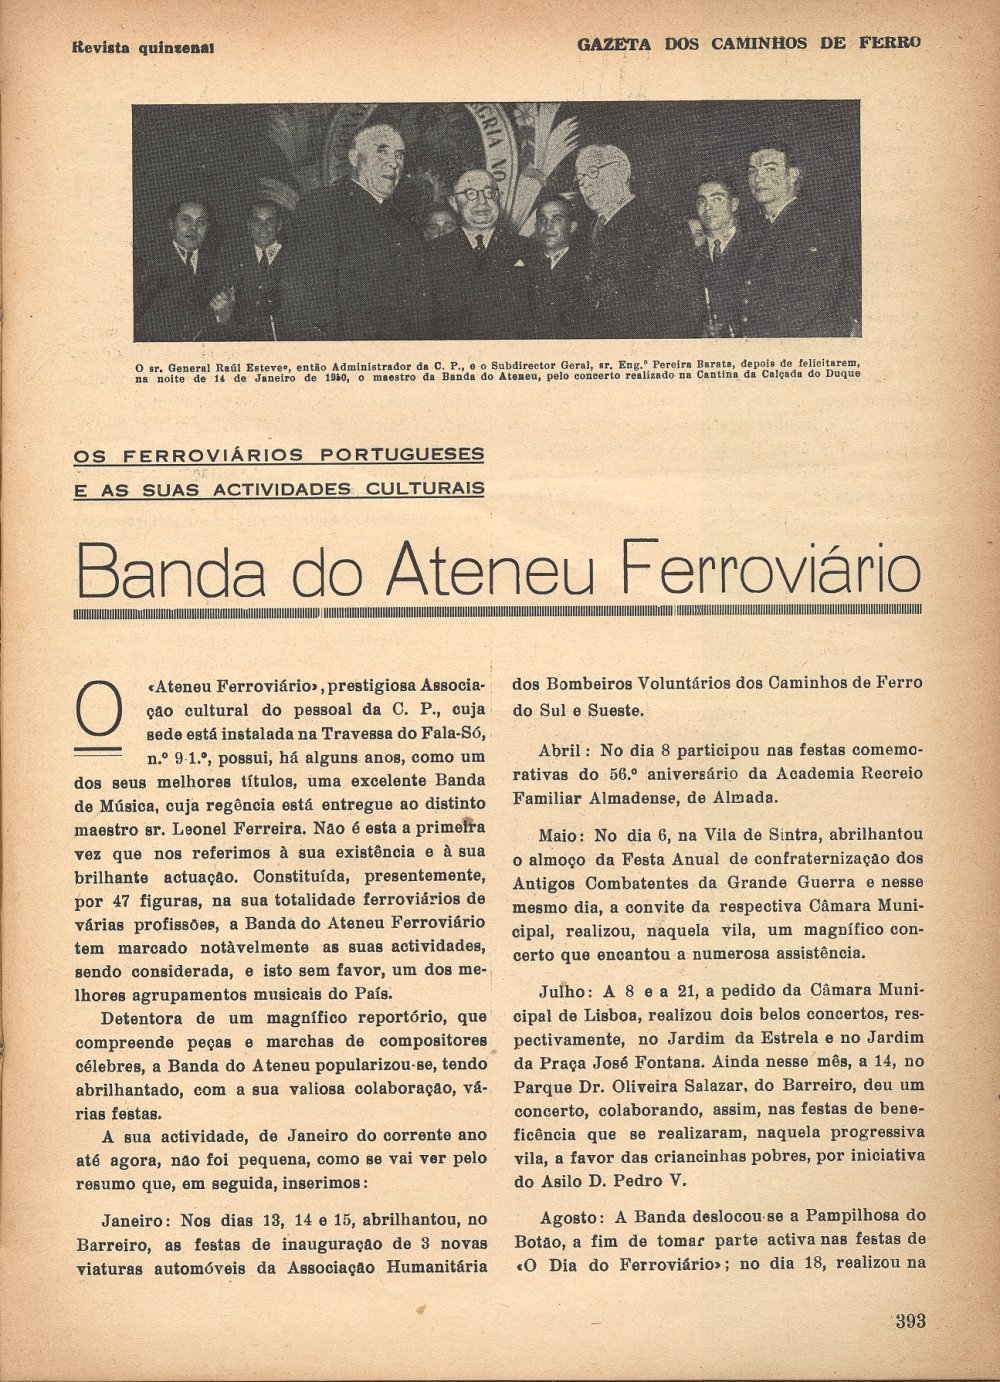 Revista quinzenal
GAZETA DOS CAMINHOS DE FERRO
GRIA NO
O sr. General Raúl Esteves, então Administrador da C. P., e o Subdirector Geral, sr. Eng.º Pereira Barata, depois de felicitarem,
na noite de 14 de Janeiro de 1950, o maestro da Banda do Ateneu, pelo concerto realizado na Cantina da Calçada do Duque
OS FERROVIÁRIOS PORTUGUESES
E AS SUAS ACTIVIDADES CULTURAIS
Banda do Ateneu Ferroviário
O «Ateneu Ferroviário», prestigiosa Associa-
ção cultural do pessoal da C. P., cuja
sede está instalada na Travessa do Fala-Só,
n.º 9-1.º, possui, há alguns anos, como um
dos seus melhores títulos, uma excelente Banda
de Música, cuja regência está entregue ao distinto
maestro sr. Leonel Ferreira. Não é esta a primeira
vez que nos referimos à sua existência e à sua
brilhante actuação. Constituída, presentemente,
por 47 figuras, na sua totalidade ferroviários de
várias profissões, a Banda do Ateneu Ferroviário
tem marcado notàvelmente as suas actividades,
sendo considerada, e isto sem favor, um dos me-
lhores agrupamentos musicais do País.
Detentora de um magnífico reportório, que
compreende peças e marchas de compositores
célebres, a Banda do Ateneu popularizou-se, tendo
abrilhantado, com a sua valiosa colaboração, vá-
rias festas.
A sua actividade, de Janeiro do corrente ano
até agora, não foi pequena, como se vai ver pelo
resumo que, em seguida, inserimos:
Janeiro: Nos dias 13, 14 e 15, abrilhantou, no
Barreiro, as festas de inauguração de 3 novas
viaturas automóveis da Associação Humanitária
dos Bombeiros Voluntários dos Caminhos de Ferro
do Sul e Sueste.
Abril: No dia 8 participou nas festas comemo-
rativas do 56.º aniversário da Academia Recreio
Familiar Almadense, de Almada.
Maio: No dia 6, na Vila de Sintra, abrilhantou
o almoço da Festa Anual de confraternização dos
Antigos Combatentes da Grande Guerra e nesse
mesmo dia, a convite da respectiva Câmara Muni-
cipal, realizou, naquela vila, um magnífico con-
certo que encantou a numerosa assistência.
Julho: A 8 e a 21, a pedido da Câmara Muni-
cipal de Lisboa, realizou dois belos concertos, res-
pectivamente, no Jardim da Estrela e no Jardim
da Praça José Fontana. Ainda nesse mês, a 14, no
Parque Dr. Oliveira Salazar, do Barreiro, deu um
concerto, colaborando, assim, nas festas de bene-
ficência que se realizaram, naquela progressiva
vila, a favor das criancinhas pobres, por iniciativa
do Asilo D. Pedro V.
Agosto: A Banda deslocou-se a Pampilhosa do
Botão, a fim de tomar parte activa nas festas de
«O Dia do Ferroviário»; no dia 18, realizou na
393